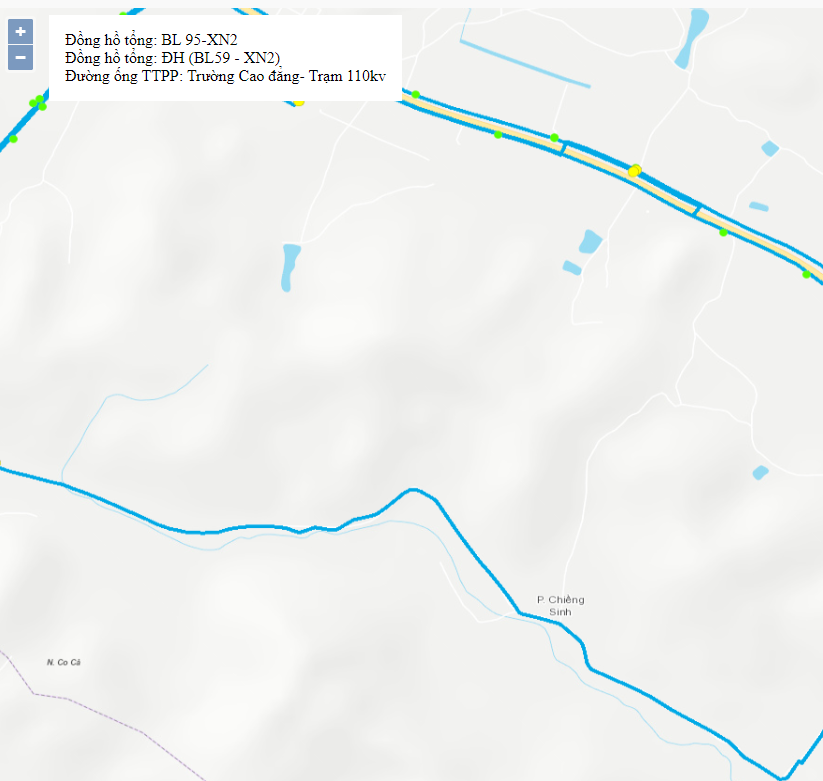 +
Đồng hồ tổng: BL 95-XN2
Đồng hồ tổng: ĐH (BL59 - XN2)
−
Đường ống TTPP: Trường Cao đẳng- Trạm 110kv
P. Chiềng
Sinh
N. Co Cả